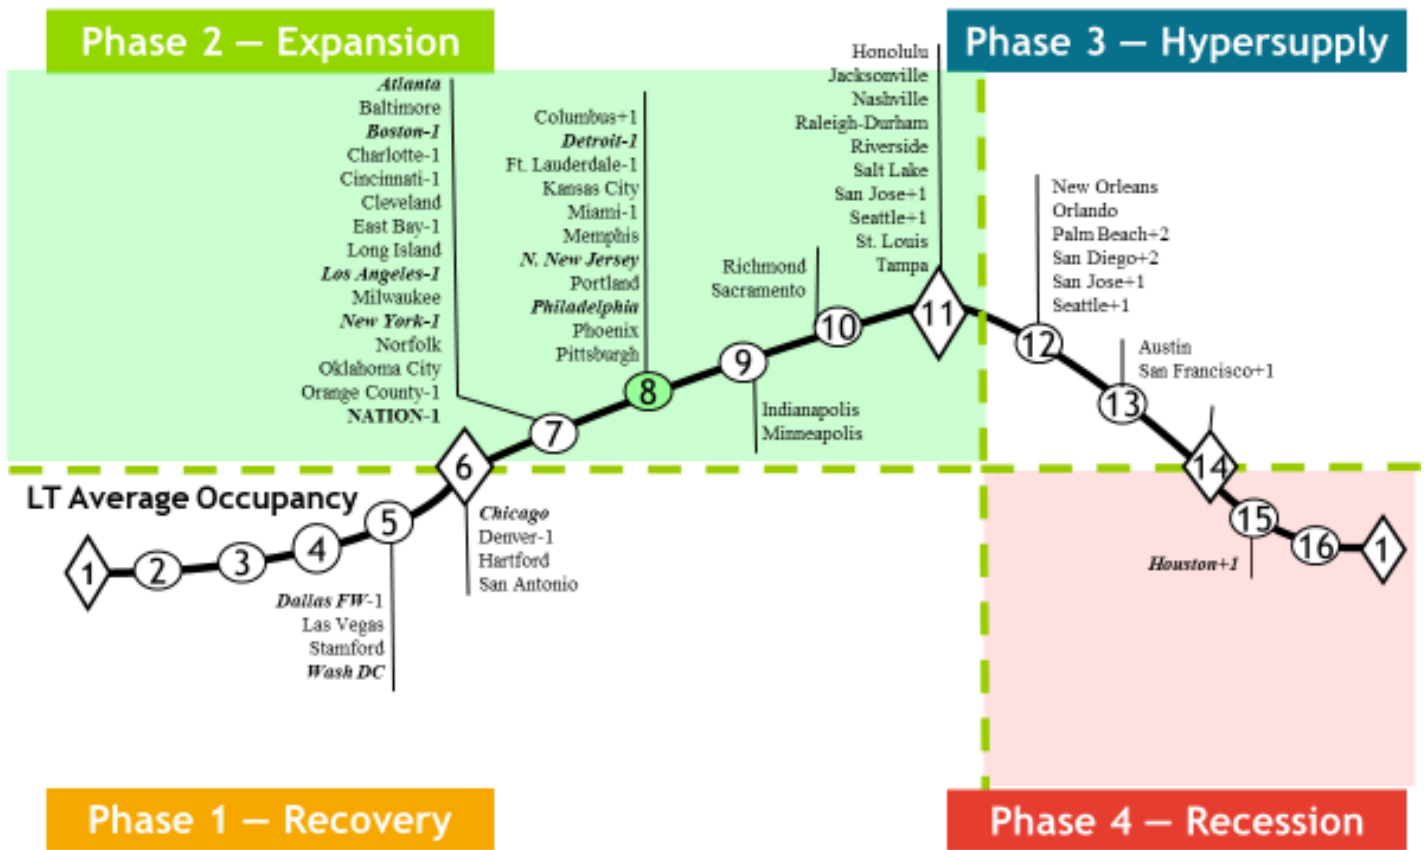 Phase 2 — Expansion
Phase 3 — Hypersupply
Atlanta
Baltimore
Boston-1
Charlotte-1
Cincinnati-1
Cleveland
East Bay-1
Long Island
Los Angeles-1
Milwaukee
New York-1
Norfolk
Oklahoma City
Orange County-1
NATION-1
Columbus+1
Detroit-1
Ft. Lauderdale-1
Kansas City
Miami-1
Memphis
N. New Jersey
Portland
Philadelphia
Phoenix
Pittsburgh
Richmond
Sacramento
Honolulu
Jacksonville
Nashville
Raleigh-Durham
Riverside
Salt Lake
San Jose+1
Seattle+1
St. Louis
Tampa
New Orleans
Orlando
Palm Beach+2
San Diego+2
San Jose+1
Seattle+1
Austin
San Francisco+1
Indianapolis
Minneapolis
LT Average Occupancy
1
2
3
4
5
6
7
8
9
10
11
12
13
14
15
16
1
Chicago
Denver-1
Hartford
San Antonio
Dallas FW-1
Las Vegas
Stamford
Wash DC
Houston+1
Phase 1 — Recovery
Phase 4 — Recession